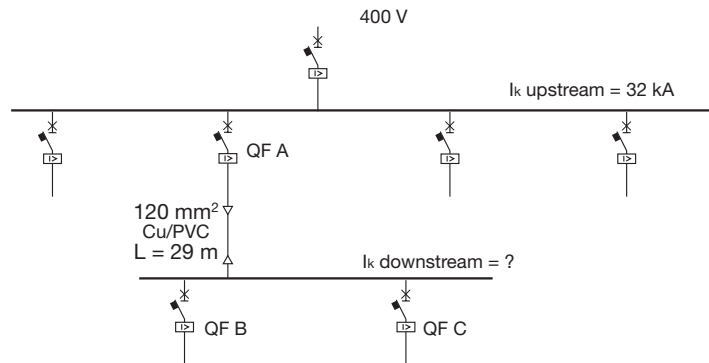 400 V
I>
Ik upstream = 32 kA
I> I> QF A I> I>
120 mm²
Cu/PVC
L = 29 m
Ik downstream = ?
I> QF B I> QF C